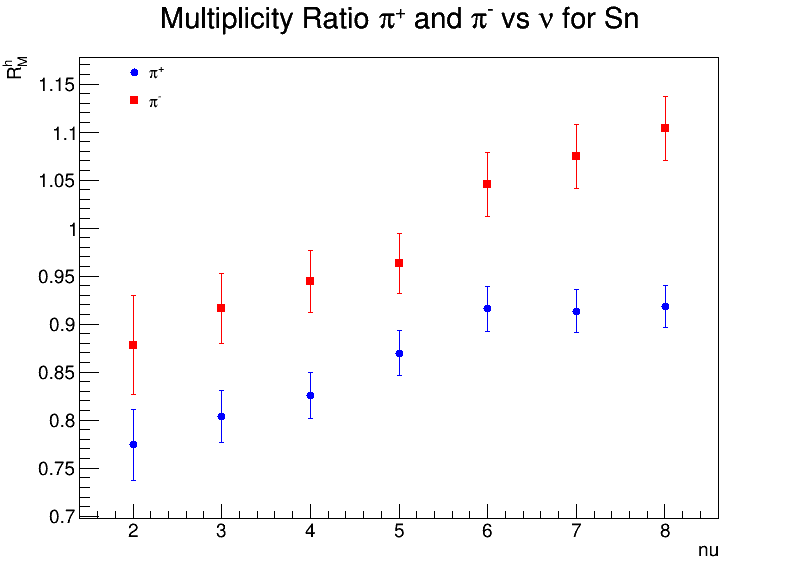 Multiplicity Ratio π⁺ and π⁻ vs ν for Sn
R_M^h
π⁺
π⁻
1.15
1.1
1.05
1
0.95
0.9
0.85
0.8
0.75
0.7
2 3 4 5 6 7 8
nu